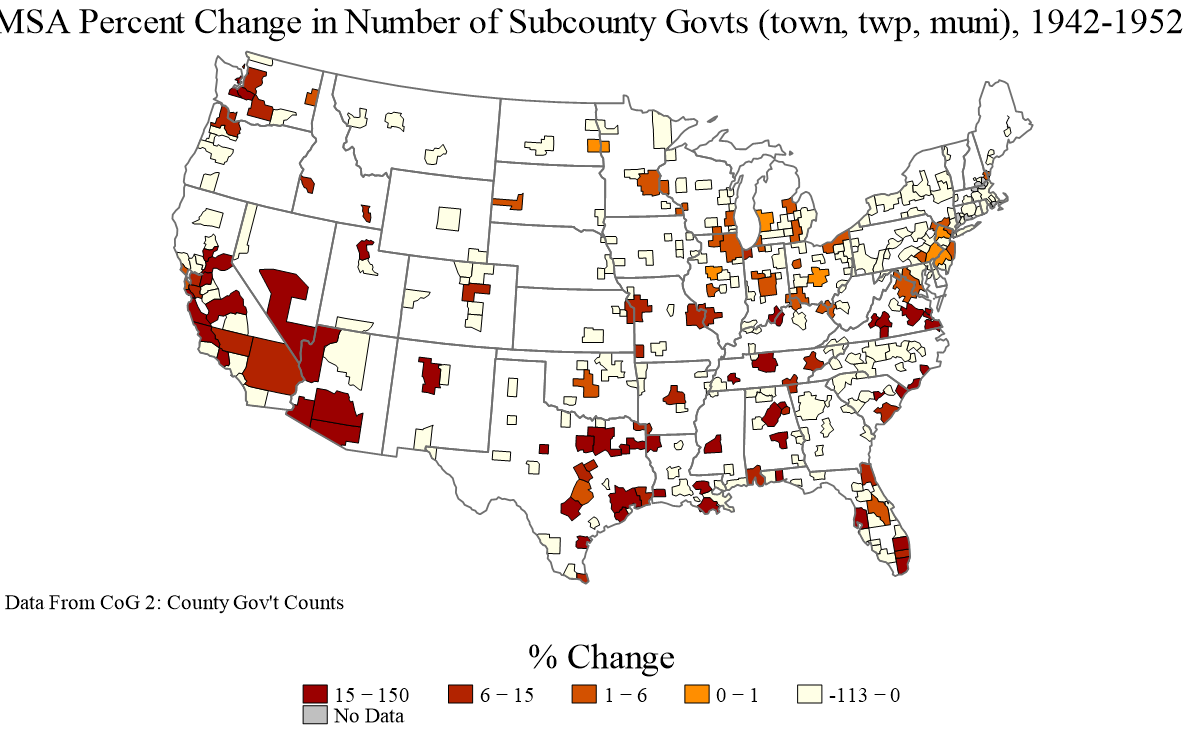 MSA Percent Change in Number of Subcounty Govts (town, twp, muni), 1942-1952
Data From CoG 2: County Gov't Counts
% Change
15 – 150
6 – 15
1 – 6
0 – 1
-113 – 0
No Data